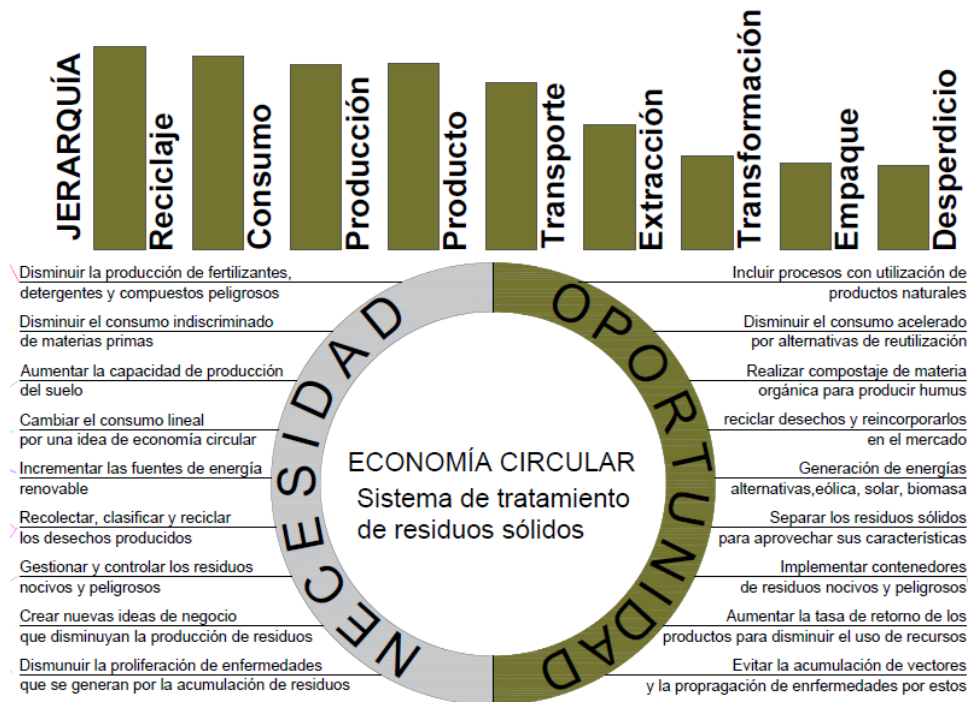 JERARQUÍA
Reciclaje
Consumo
Producción
Producto
Transporte
Extracción
Transformación
Empaque
Desperdicio
Disminuir la producción de fertilizantes,
detergentes y compuestos peligrosos
Disminuir el consumo indiscriminado
de materias primas
Aumentar la capacidad de producción
del suelo
Cambiar el consumo lineal
por una idea de economía circular
Incrementar las fuentes de energía
renovable
Recolectar, clasificar y reciclar
los desechos producidos
Gestionar y controlar los residuos
nocivos y peligrosos
Crear nuevas ideas de negocio
que disminuyan la producción de residuos
Dismunuir la proliferación de enfermedades
que se generan por la acumulación de residuos
NECESIDAD
ECONOMÍA CIRCULAR
Sistema de tratamiento
de residuos sólidos
OPORTUNIDAD
Incluir procesos con utilización de
productos naturales
Disminuir el consumo acelerado
por alternativas de reutilización
Realizar compostaje de materia
orgánica para producir humus
reciclar desechos y reincorporarlos
en el mercado
Generación de energías
alternativas,eólica, solar, biomasa
Separar los residuos sólidos
para aprovechar sus características
Implementar contenedores
de residuos nocivos y peligrosos
Aumentar la tasa de retorno de los
productos para disminuir el uso de recursos
Evitar la acumulación de vectores
y la propragación de enrfermedades por estos